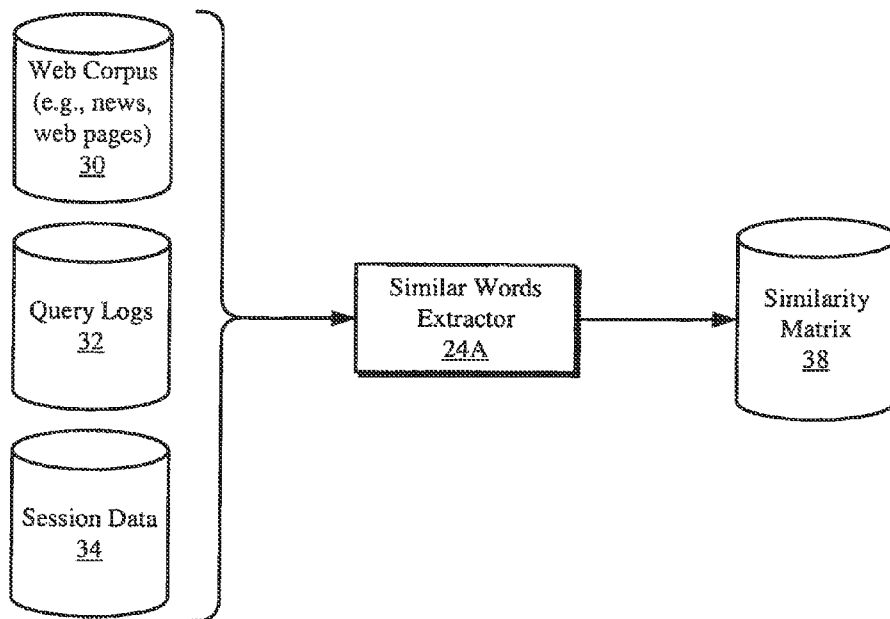 Web Corpus
(e.g., news,
web pages)
30
Query Logs
32
Session Data
34
Similar Words
Extractor
24A
Similarity
Matrix
38